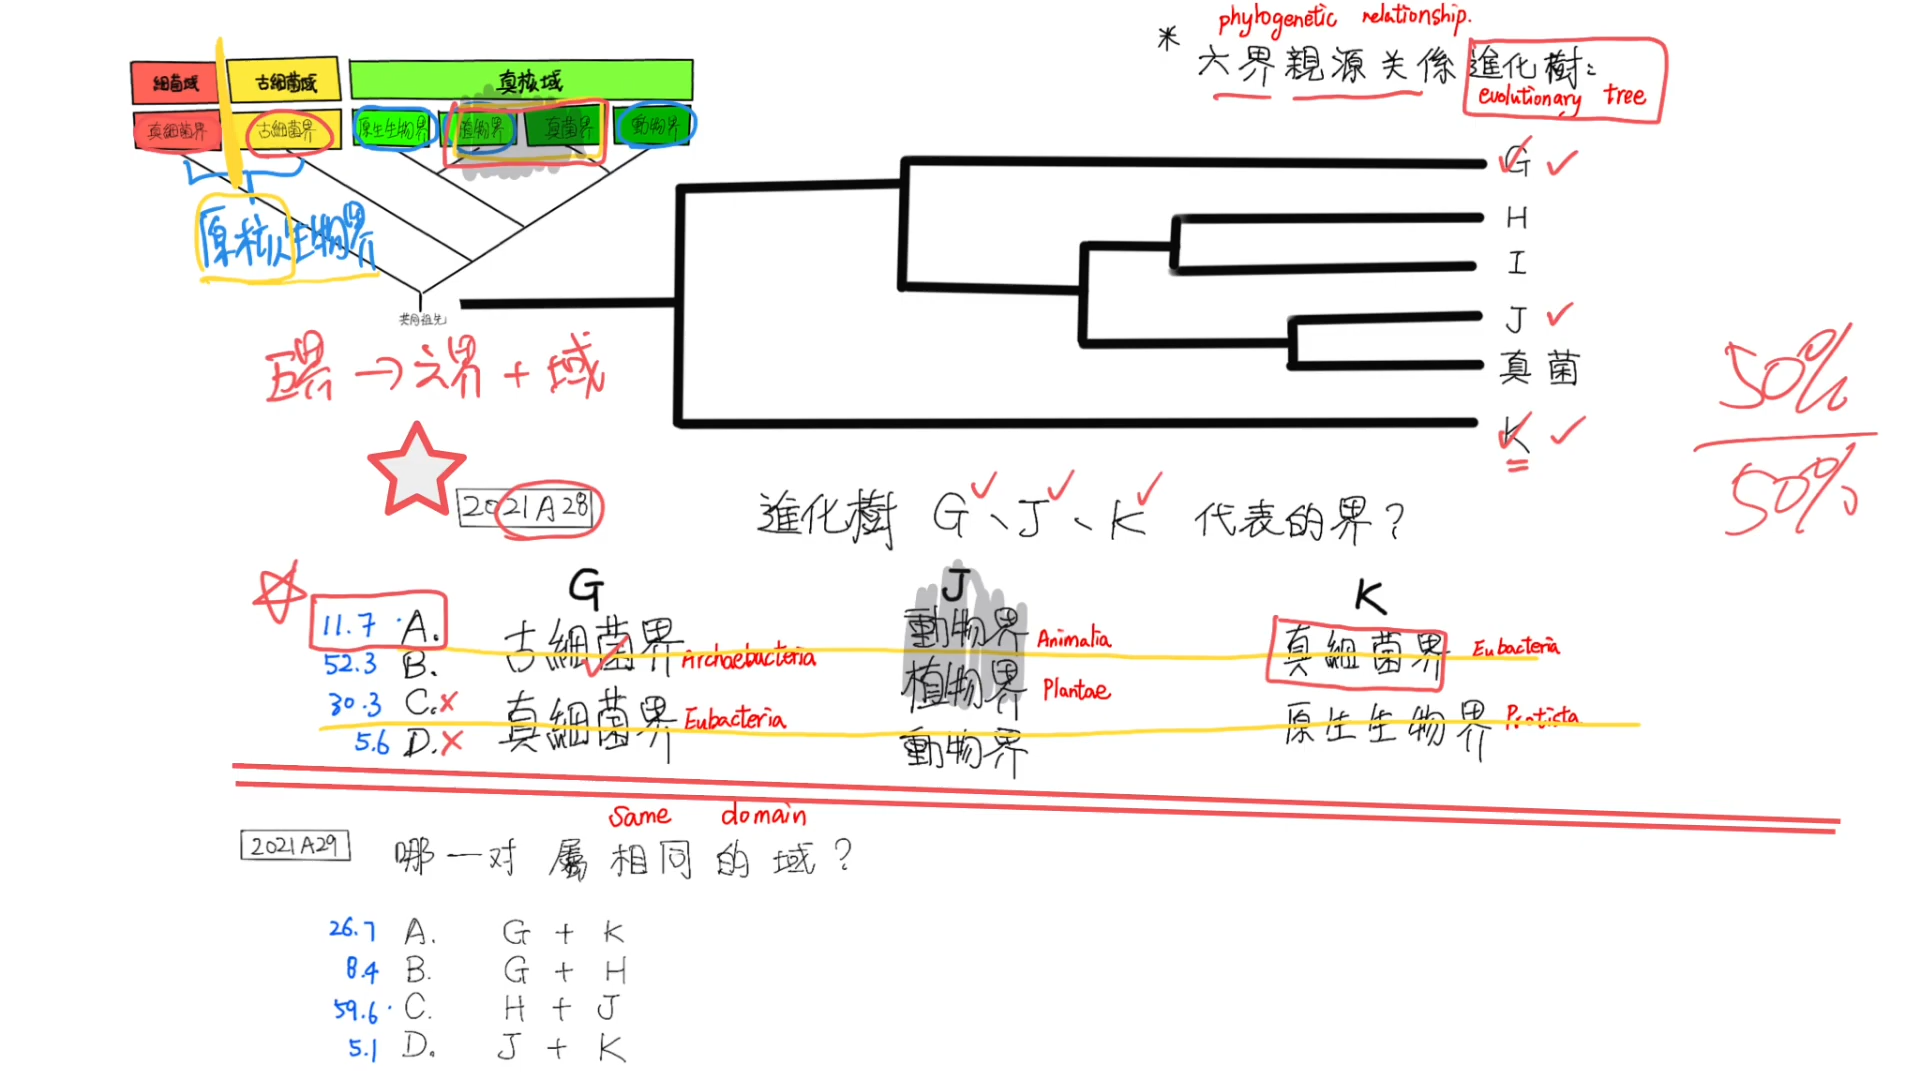 phylogenetic relationship.
* 六界親源关係 進化樹:
evolutionary tree
細菌域 古細菌域 真核域
真細菌界 古細菌界 原生生物界 植物界 真菌界 動物界
原核生物界
共同祖先
五界 → 六界 + 域
G
H
I
J
真菌
K
50%
50%
2021A28 進化樹 G、J、K 代表的界?
G J K
11.7 A. 古細菌界 Archaebacteria 動物界 Animalia 真細菌界 Eubacteria
52.3 B. 植物界 Plantae
30.3 C. 真細菌界 Eubacteria 原生生物界 Protista
5.6 D. 動物界
same domain
2021A29 哪一对屬相同的域?
26.7 A. G + K
8.4 B. G + H
59.6 C. H + J
5.1 D. J + K